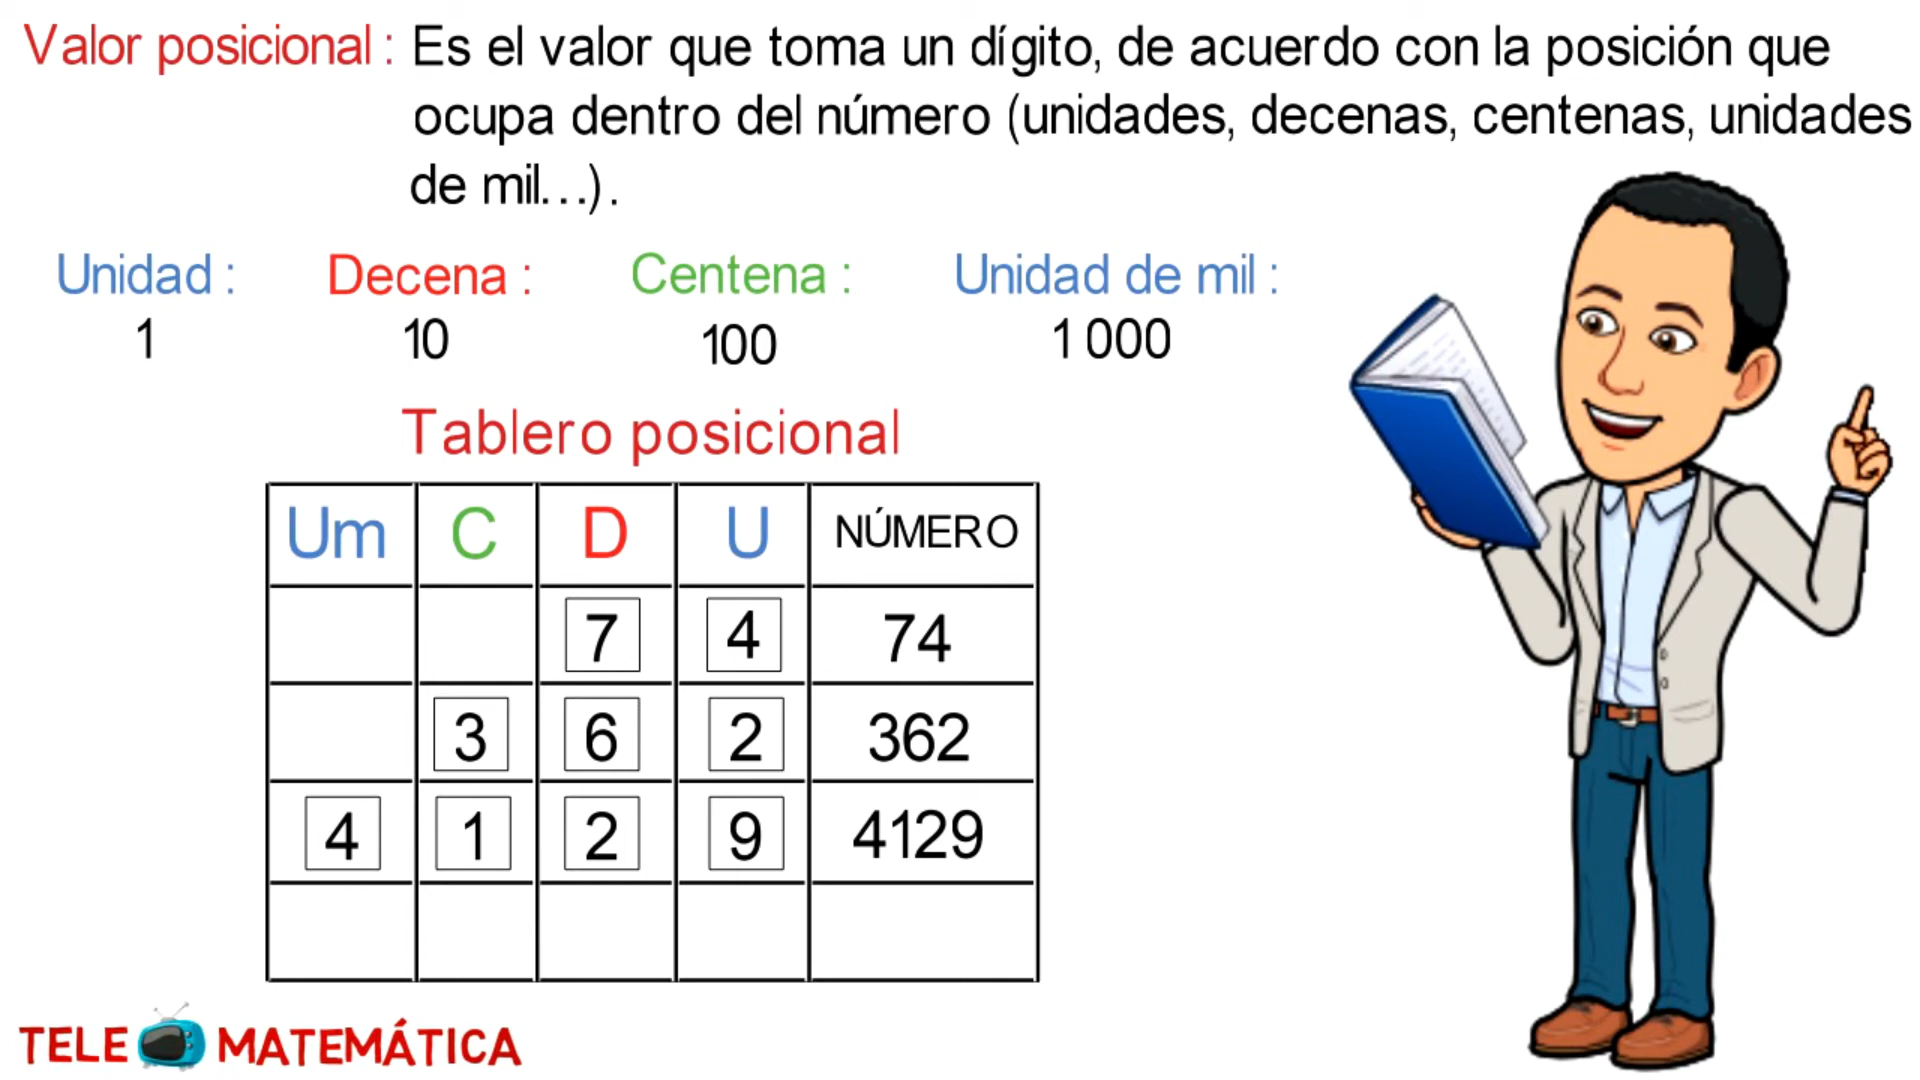 Valor posicional : Es el valor que toma un dígito, de acuerdo con la posición que
ocupa dentro del número (unidades, decenas, centenas, unidades
de mil...).
Unidad : Decena : Centena : Unidad de mil :
1 10 100 1 000
Tablero posicional
Um C D U NÚMERO
7 4 74
3 6 2 362
4 1 2 9 4129
TELE MATEMÁTICA